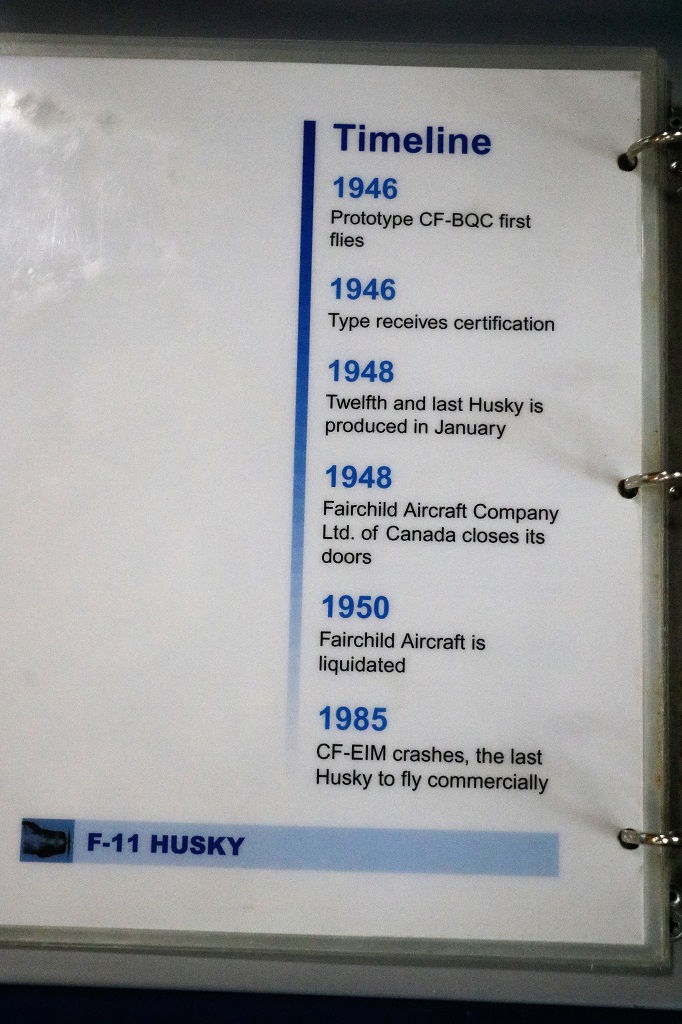 Timeline
1946
Prototype CF-BQC first
flies
1946
Type receives certification
1948
Twelfth and last Husky is
produced in January
1948
Fairchild Aircraft Company
Ltd. of Canada closes its
doors
1950
Fairchild Aircraft is
liquidated
1985
CF-EIM crashes, the last
Husky to fly commercially
F-11 HUSKY